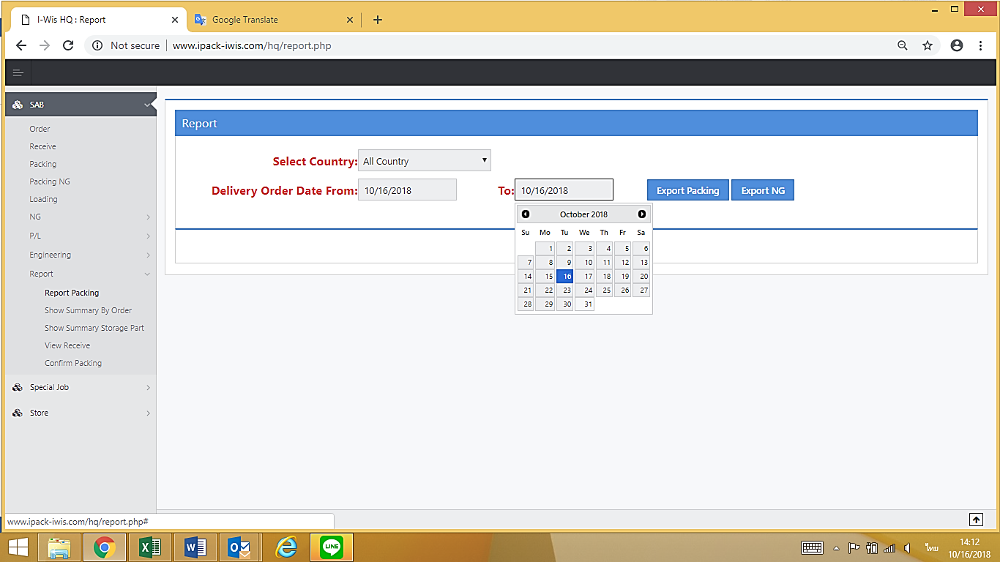 I-Wis HQ : Report
Google Translate
Not secure
www.ipack-iwis.com/hq/report.php
SAB
Order
Receive
Packing
Packing NG
Loading
NG
P/L
Engineering
Report
Report Packing
Show Summary By Order
Show Summary Storage Part
View Receive
Confirm Packing
Special Job
Store
Report
Select Country: All Country
Delivery Order Date From: 10/16/2018 To: 10/16/2018 Export Packing Export NG
October 2018
Su Mo Tu We Th Fr Sa
1 2 3 4 5 6
7 8 9 10 11 12 13
14 15 16 17 18 19 20
21 22 23 24 25 26 27
28 29 30 31
www.ipack-iwis.com/hq/report.php#
LINE
ไทย
14:12
10/16/2018